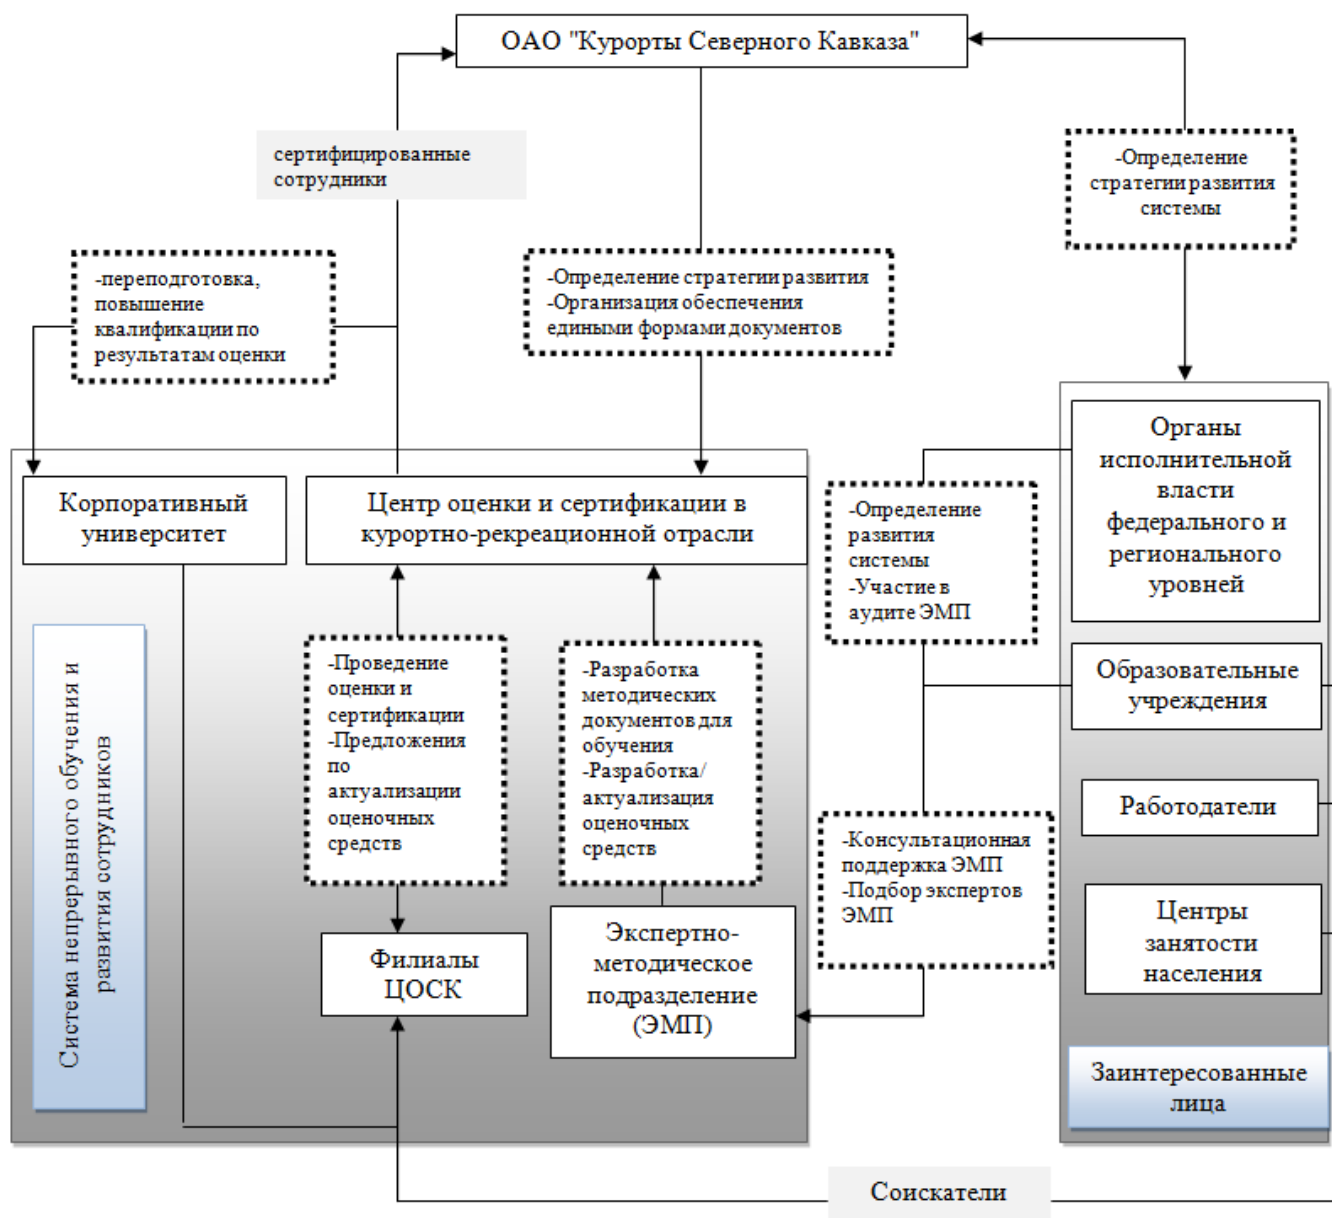 ОАО "Курорты Северного Кавказа"
сертифицированные
сотрудники
-Определение
стратегии развития
системы
-переподготовка,
повышение
квалификации по
результатам оценки
-Определение стратегии развития
-Организация обеспечения
едиными формами документов
Корпоративный
университет
Центр оценки и сертификации в
курортно-рекреационной отрасли
-Определение
развития
системы
-Участие в
аудите ЭМП
Органы
исполнительной
власти
федерального и
регионального
уровней
Система непрерывного обучения и
развития сотрудников
-Проведение
оценки и
сертификации
-Предложения
по
актуализации
оценочных
средств
-Разработка
методических
документов для
обучения
-Разработка/
актуализация
оценочных
средств
Образовательные
учреждения
Работодатели
-Консультационная
поддержка ЭМП
-Подбор экспертов
ЭМП
Центры
занятости
населения
Филиалы
ЦОСК
Экспертно-
методическое
подразделение
(ЭМП)
Заинтересованные
лица
Соискатели